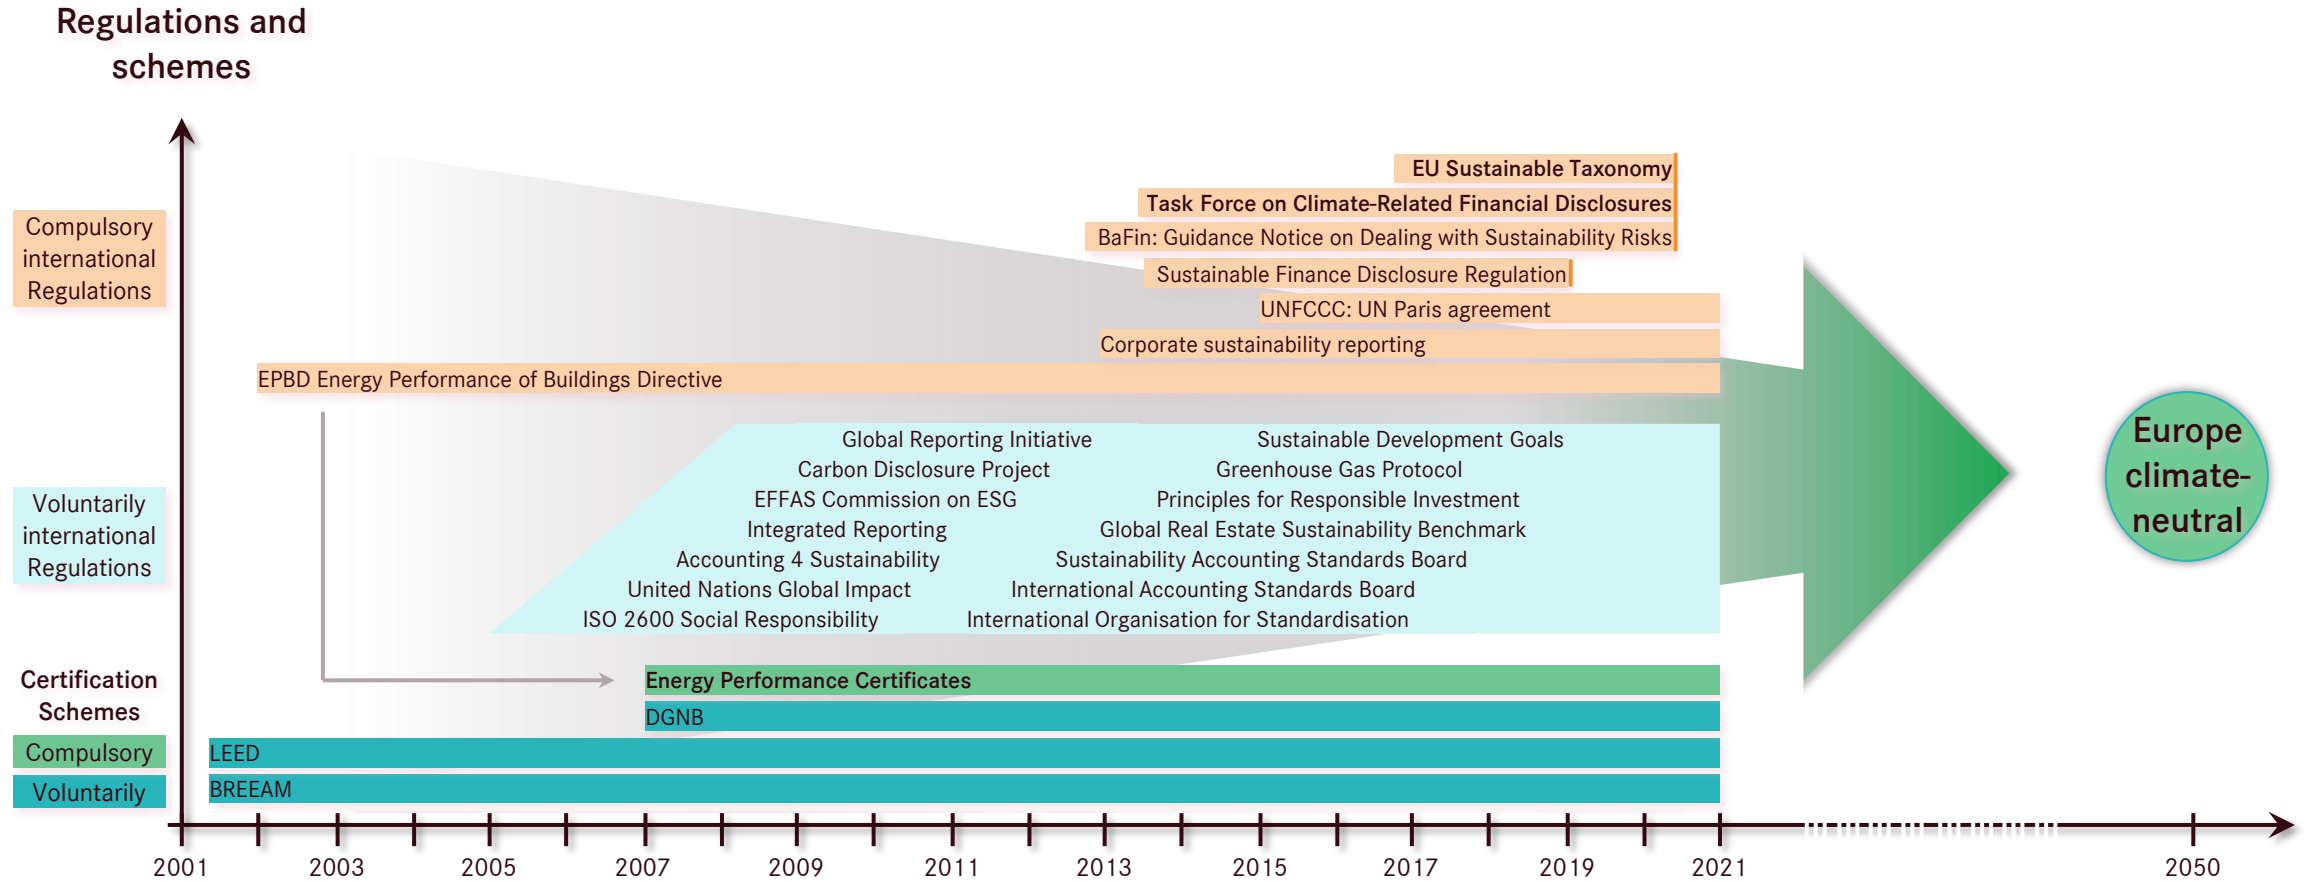 Regulations and
schemes
Compulsory
international
Regulations
EU Sustainable Taxonomy
Task Force on Climate-Related Financial Disclosures
BaFin: Guidance Notice on Dealing with Sustainability Risks
Sustainable Finance Disclosure Regulation
UNFCCC: UN Paris agreement
Corporate sustainability reporting
EPBD Energy Performance of Buildings Directive
Voluntarily
international
Regulations
Global Reporting Initiative
Sustainable Development Goals
Carbon Disclosure Project
Greenhouse Gas Protocol
EFFAS Commission on ESG
Principles for Responsible Investment
Integrated Reporting
Global Real Estate Sustainability Benchmark
Accounting 4 Sustainability
Sustainability Accounting Standards Board
United Nations Global Impact
International Accounting Standards Board
ISO 2600 Social Responsibility
International Organisation for Standardisation
Europe
climate-
neutral
Certification
Schemes
Compulsory
Voluntarily
Energy Performance Certificates
DGNB
LEED
BREEAM
2001 2003 2005 2007 2009 2011 2013 2015 2017 2019 2021 2050